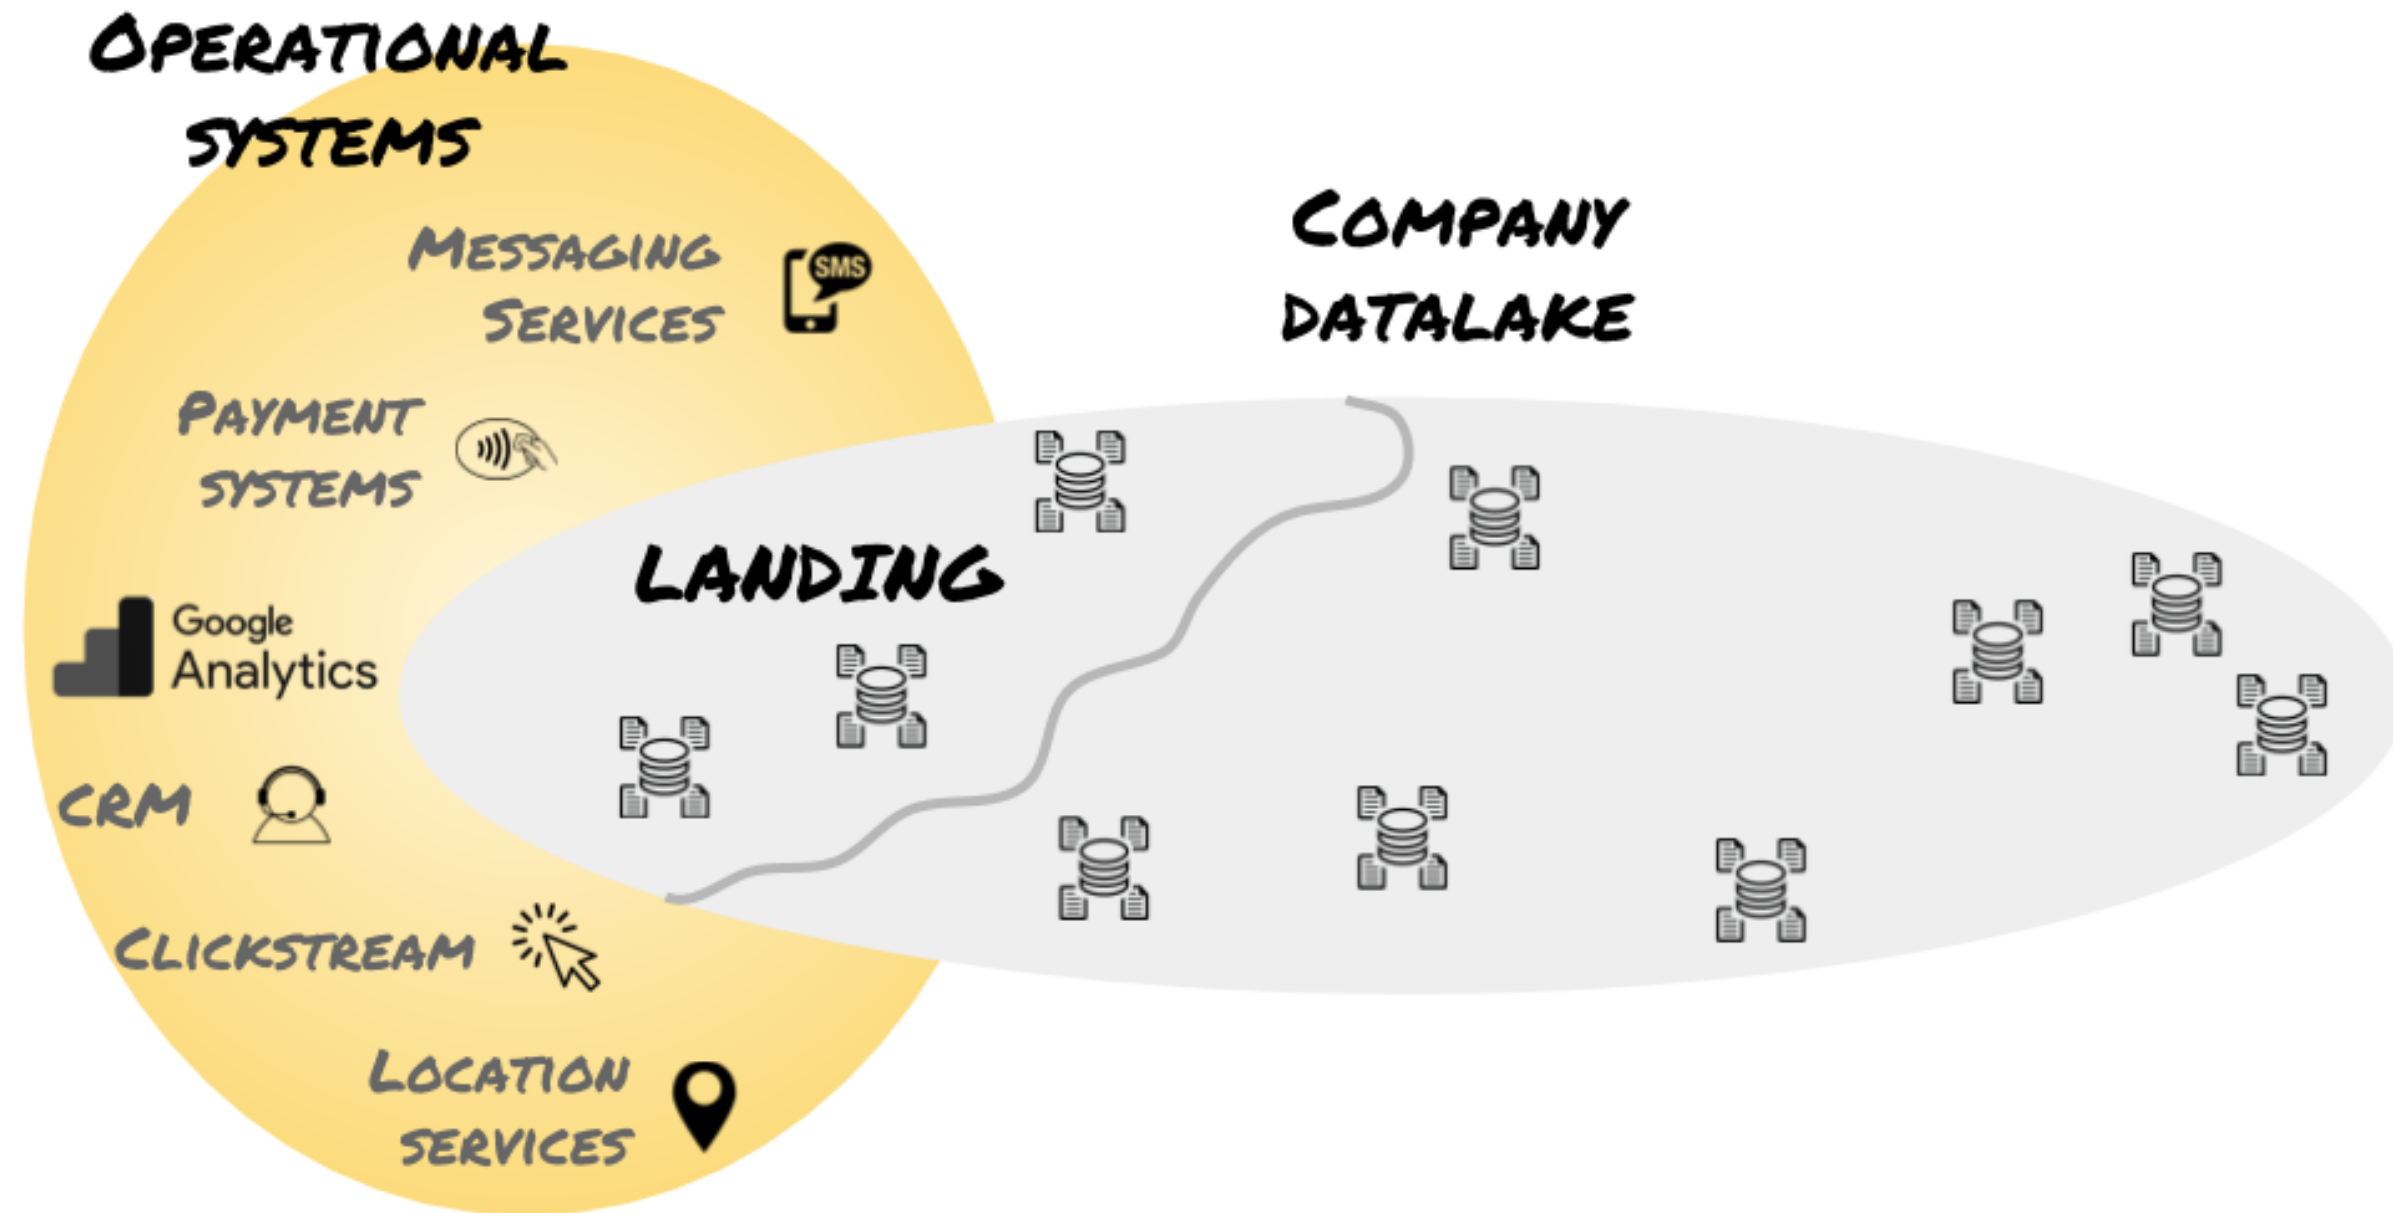 OPERATIONAL
SYSTEMS
MESSAGING
SERVICES
SMS
PAYMENT
SYSTEMS
Google
Analytics
CRM
CLICKSTREAM
LOCATION
SERVICES
COMPANY
DATALAKE
LANDING